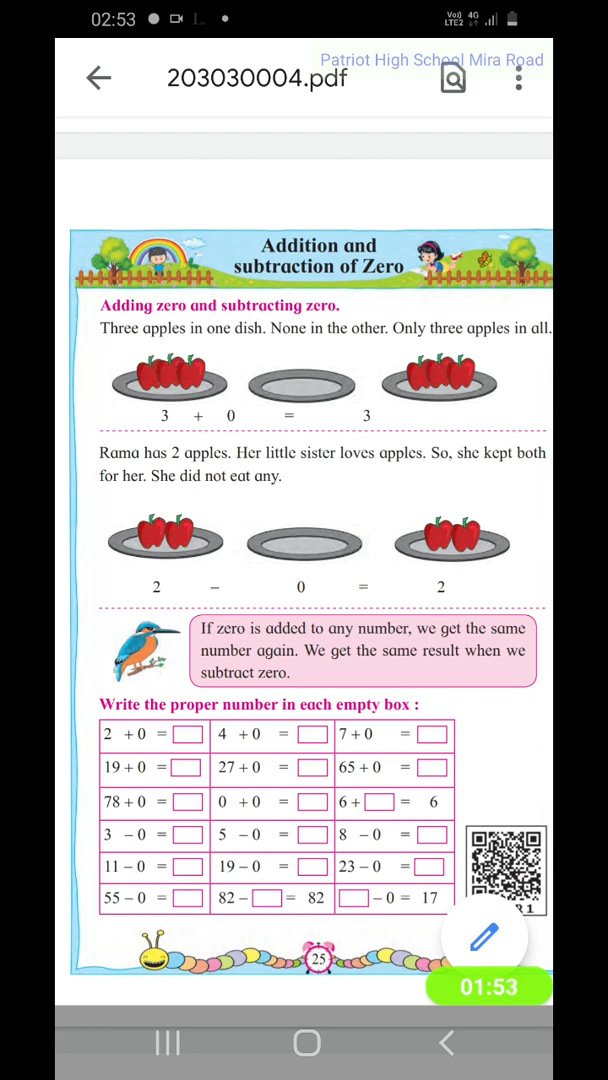 02:53
Vo)) 4G
LTE2
Patriot High School Mira Road
203030004.pdf
Addition and
subtraction of Zero
Adding zero and subtracting zero.
Three apples in one dish. None in the other. Only three apples in all.
3 + 0 = 3
Rama has 2 apples. Her little sister loves apples. So, she kept both
for her. She did not eat any.
2 - 0 = 2
If zero is added to any number, we get the same
number again. We get the same result when we
subtract zero.
Write the proper number in each empty box :
2 + 0 = 4 + 0 = 7 + 0 =
19 + 0 = 27 + 0 = 65 + 0 =
78 + 0 = 0 + 0 = 6 + = 6
3 - 0 = 5 - 0 = 8 - 0 =
11 - 0 = 19 - 0 = 23 - 0 =
55 - 0 = 82 - = 82 - 0 = 17
25
01:53